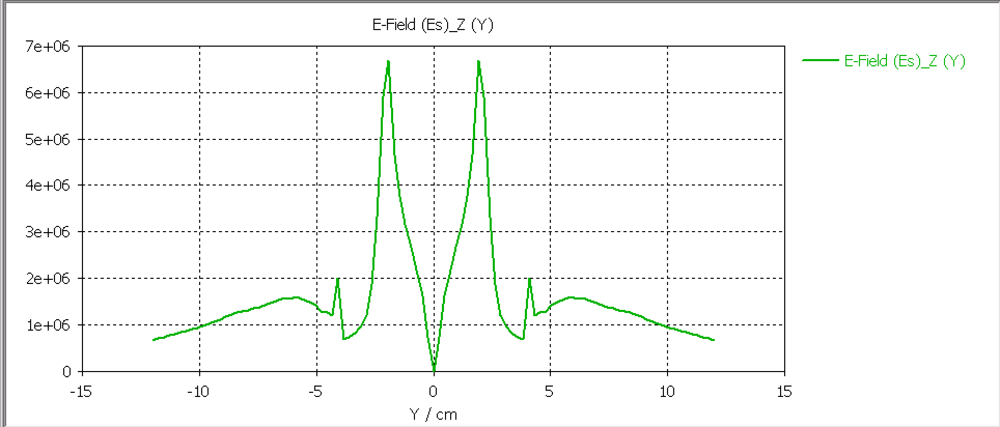 E-Field (Es)_Z (Y)
7e+06
6e+06
5e+06
4e+06
3e+06
2e+06
1e+06
0
-15 -10 -5 0 5 10 15
Y / cm
E-Field (Es)_Z (Y)